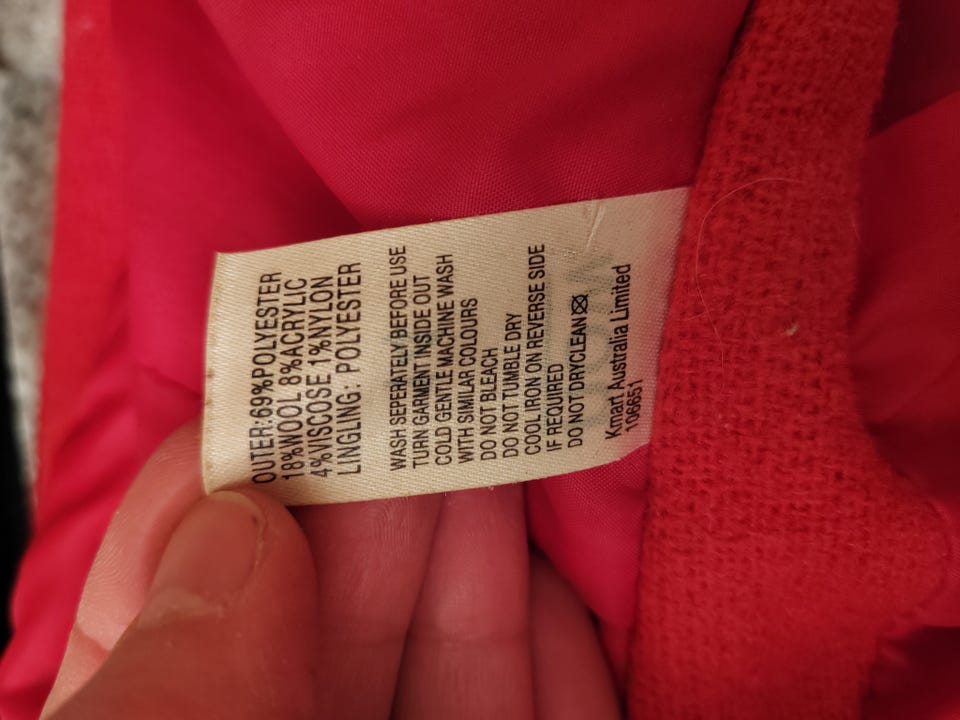 OUTER:69%POLYESTER
18%WOOL 8%ACRYLIC
4%VISCOSE 1%NYLON
LINGLING: POLYESTER
WASH SEPERATELY BEFORE USE
TURN GARMENT INSIDE OUT
COLD GENTLE MACHINE WASH
WITH SIMILAR COLOURS
DO NOT BLEACH
DO NOT TUMBLE DRY
COOL IRON ON REVERSE SIDE
IF REQUIRED
DO NOT DRYCLEAN
Kmart Australia Limited
106651